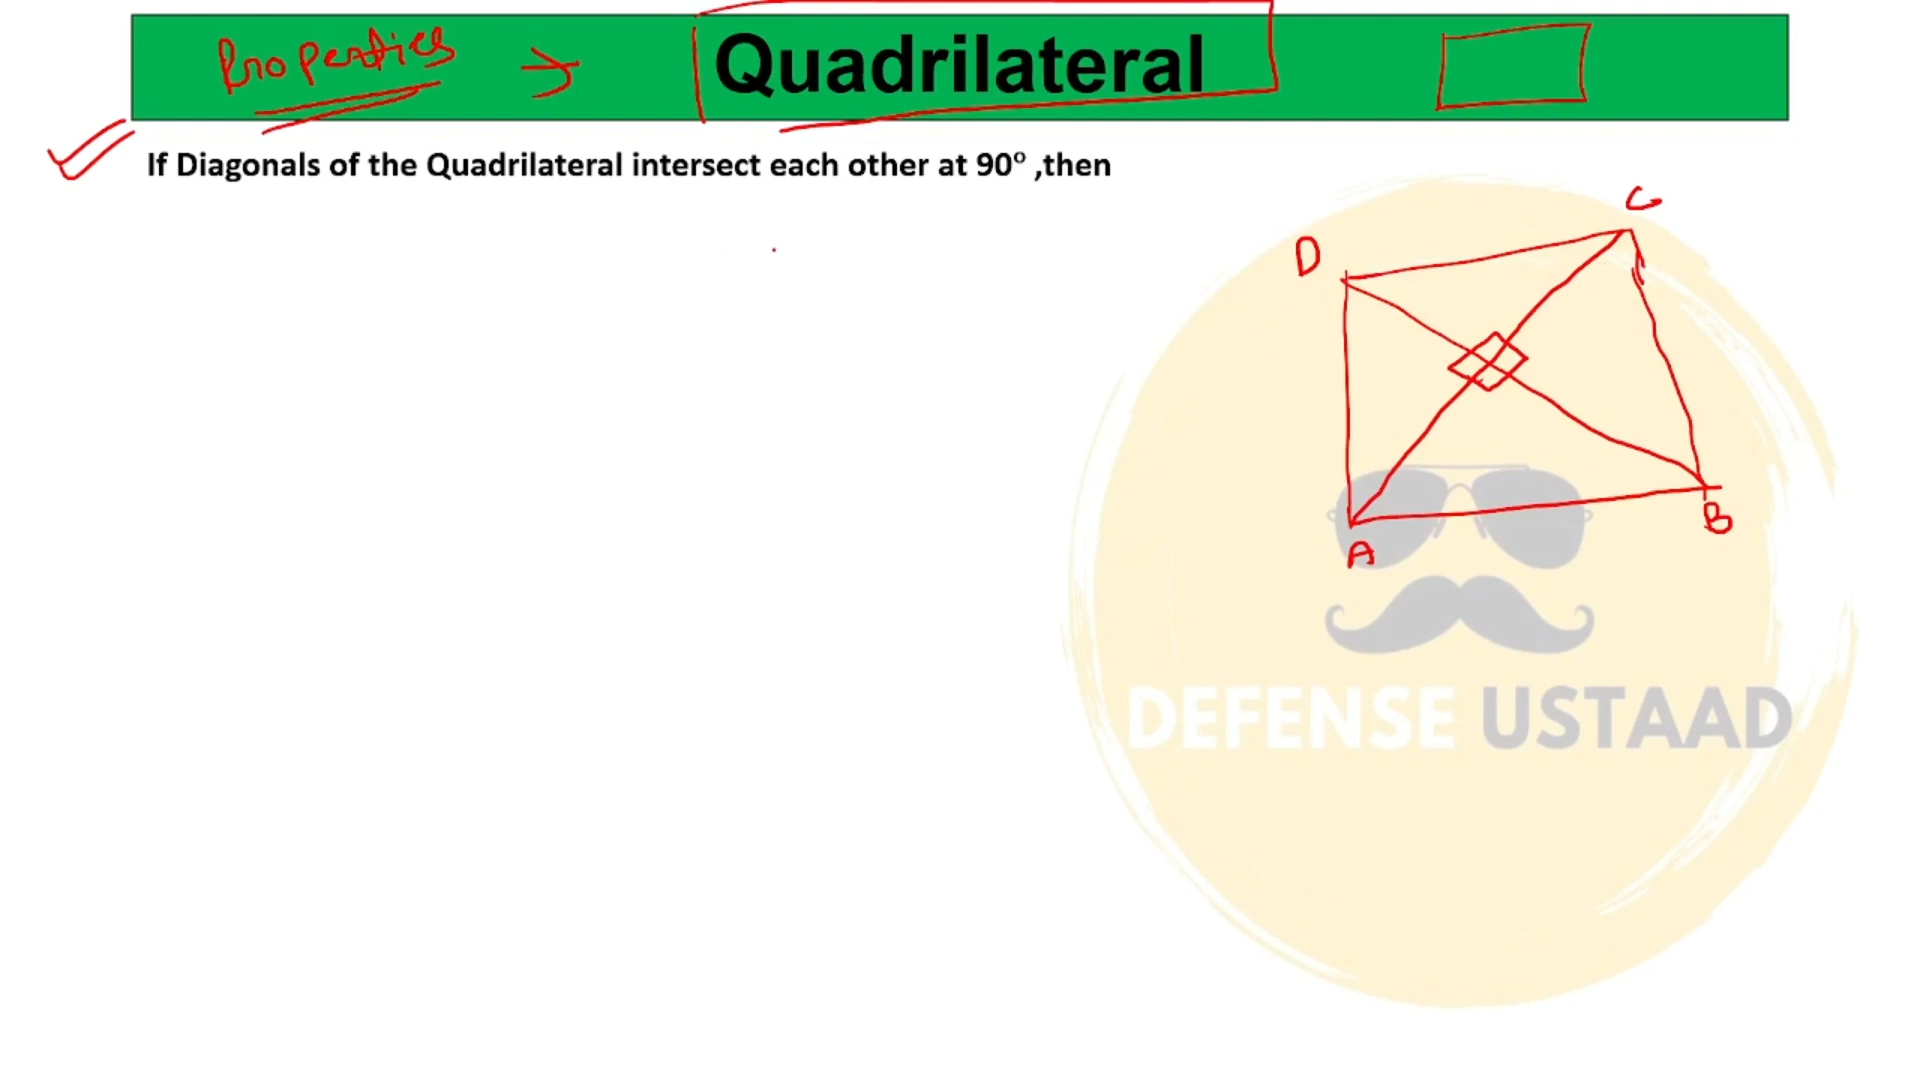 Properties → Quadrilateral
If Diagonals of the Quadrilateral intersect each other at 90° ,then
C
D
B
A
DEFENSE USTAAD